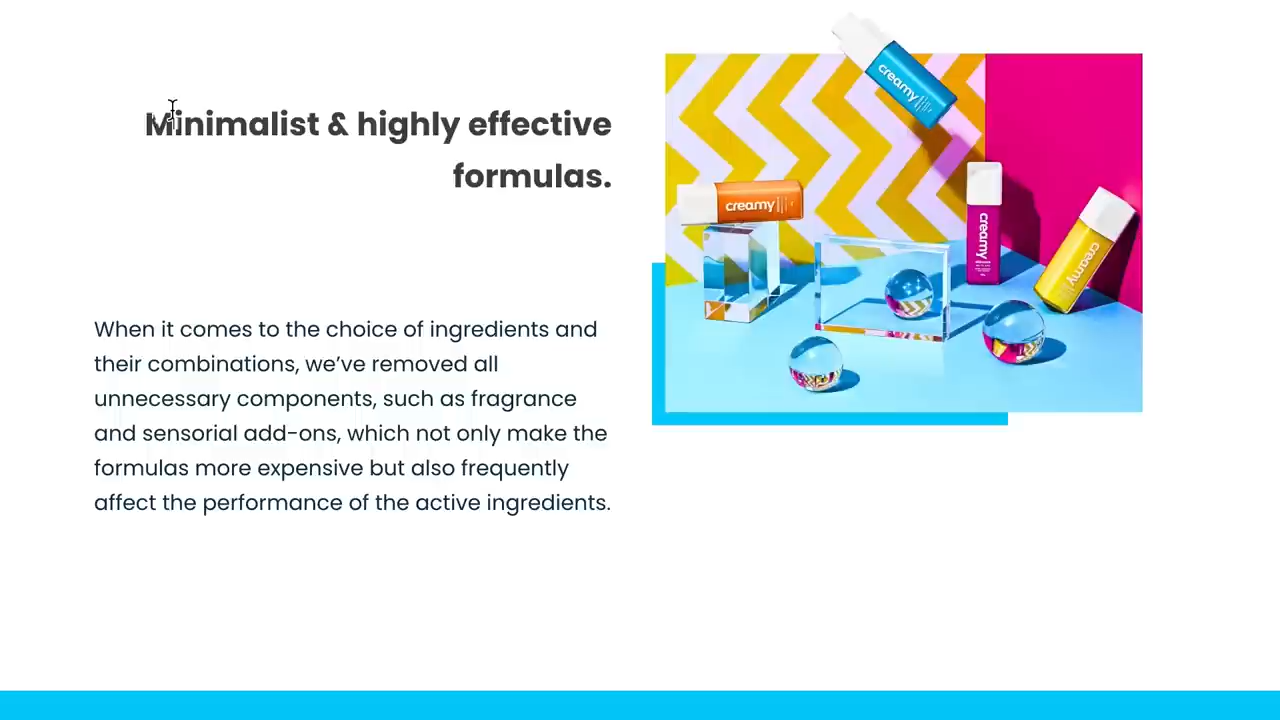 Minimalist & highly effective
formulas.
When it comes to the choice of ingredients and
their combinations, we’ve removed all
unnecessary components, such as fragrance
and sensorial add-ons, which not only make the
formulas more expensive but also frequently
affect the performance of the active ingredients.
creamy
creamy
creamy
creamy